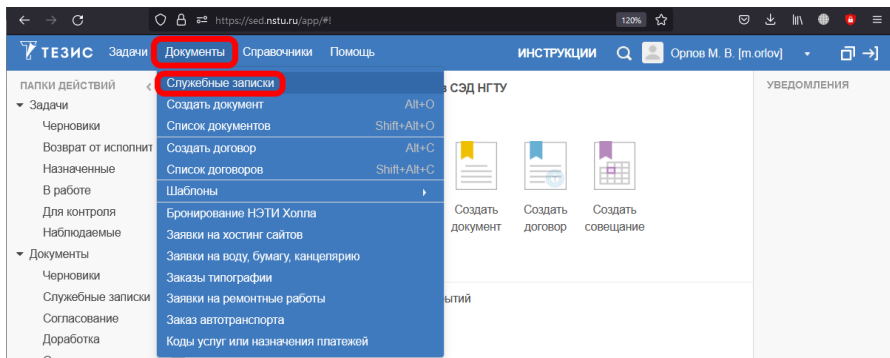 https://sed.nstu.ru/app/#!
120%
ТЕЗИС Задачи Документы Справочники Помощь ИНСТРУКЦИИ Орлов М. В. [m.orlov]
ПАПКИ ДЕЙСТВИЙ
Задачи
Черновики
Возврат от исполнит
Назначенные
В работе
Для контроля
Наблюдаемые
Документы
Черновики
Служебные записки
Согласование
Доработка
Служебные записки
Создать документ Alt+O
Список документов Shift+Alt+O
Создать договор Alt+C
Список договоров Shift+Alt+C
Шаблоны
Бронирование НЭТИ Холла
Заявки на хостинг сайтов
Заявки на воду, бумагу, канцелярию
Заказы типографии
Заявки на ремонтные работы
Заказ автотранспорта
Коды услуг или назначения платежей
в СЭД НГТУ
Создать документ
Создать договор
Создать совещание
ытий
УВЕДОМЛЕНИЯ